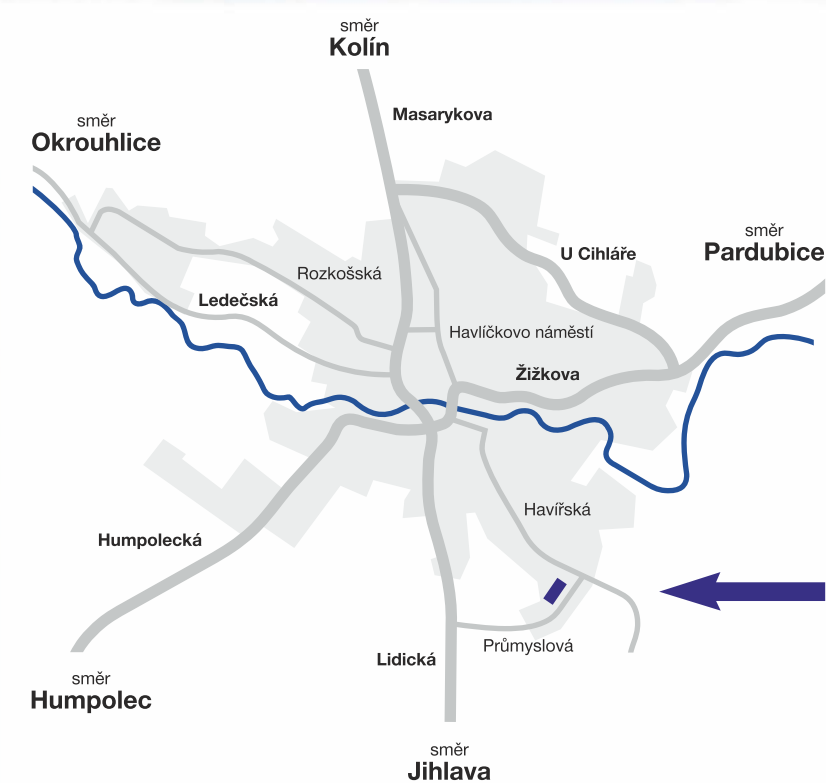 směr
Kolín
Masarykova
směr
Okrouhlice
U Cihláře
směr
Pardubice
Rozkošská
Ledečská
Havlíčkovo náměstí
Žižkova
Havířská
Humpolecká
Průmyslová
Lidická
směr
Humpolec
směr
Jihlava